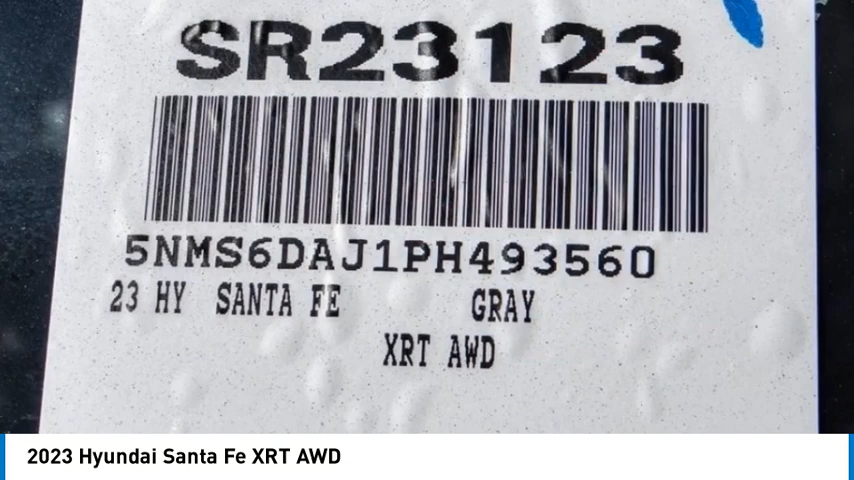 SR23123
5NMS6DAJ1PH493560
23 HY SANTA FE GRAY
XRT AWD
2023 Hyundai Santa Fe XRT AWD